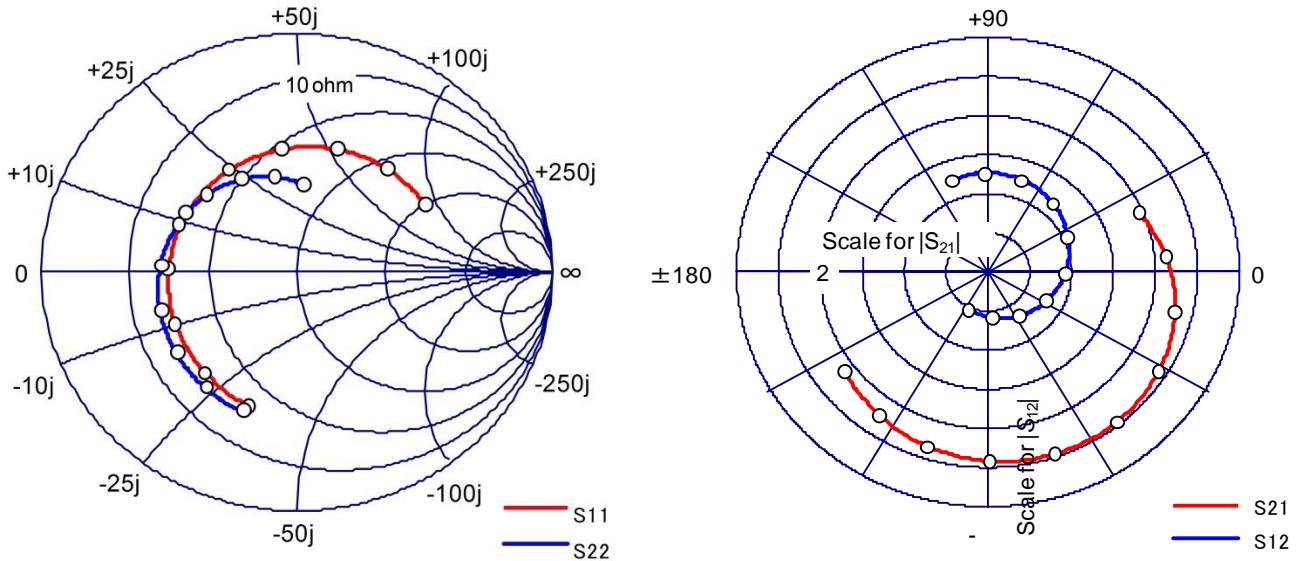 +50j
+25j
+100j
10 ohm
+10j
+250j
0
∞
-10j
-250j
-25j
-100j
-50j
S11
S22
+90
Scale for |S21|
±180
2
0
Scale for |S12|
-
S21
S12